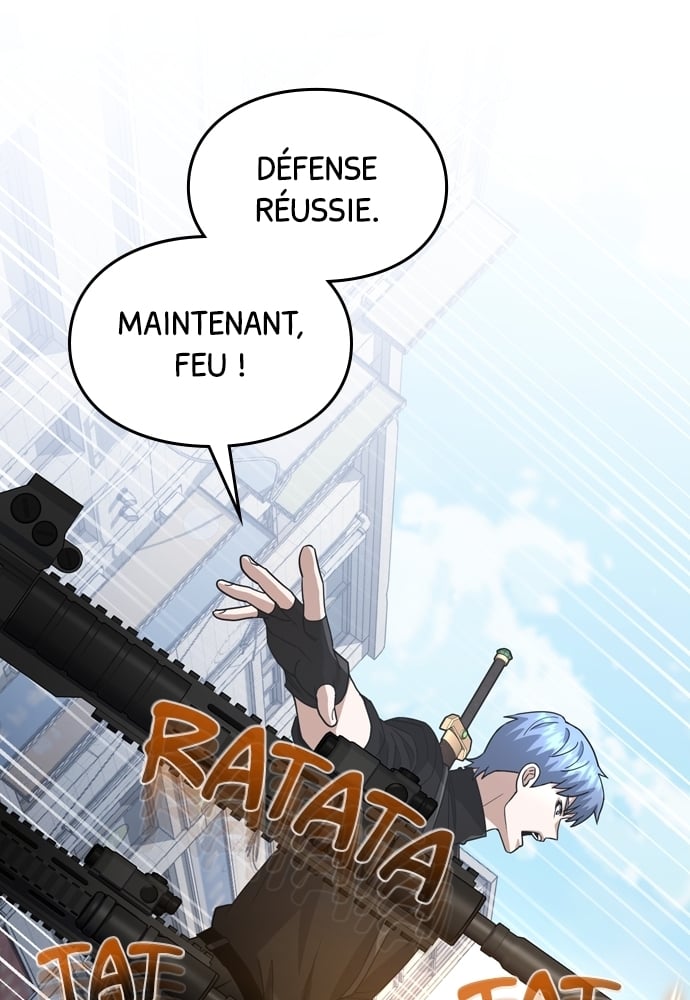 DÉFENSE
RÉUSSIE.
MAINTENANT,
FEU !
RATATA
TAT
TAT